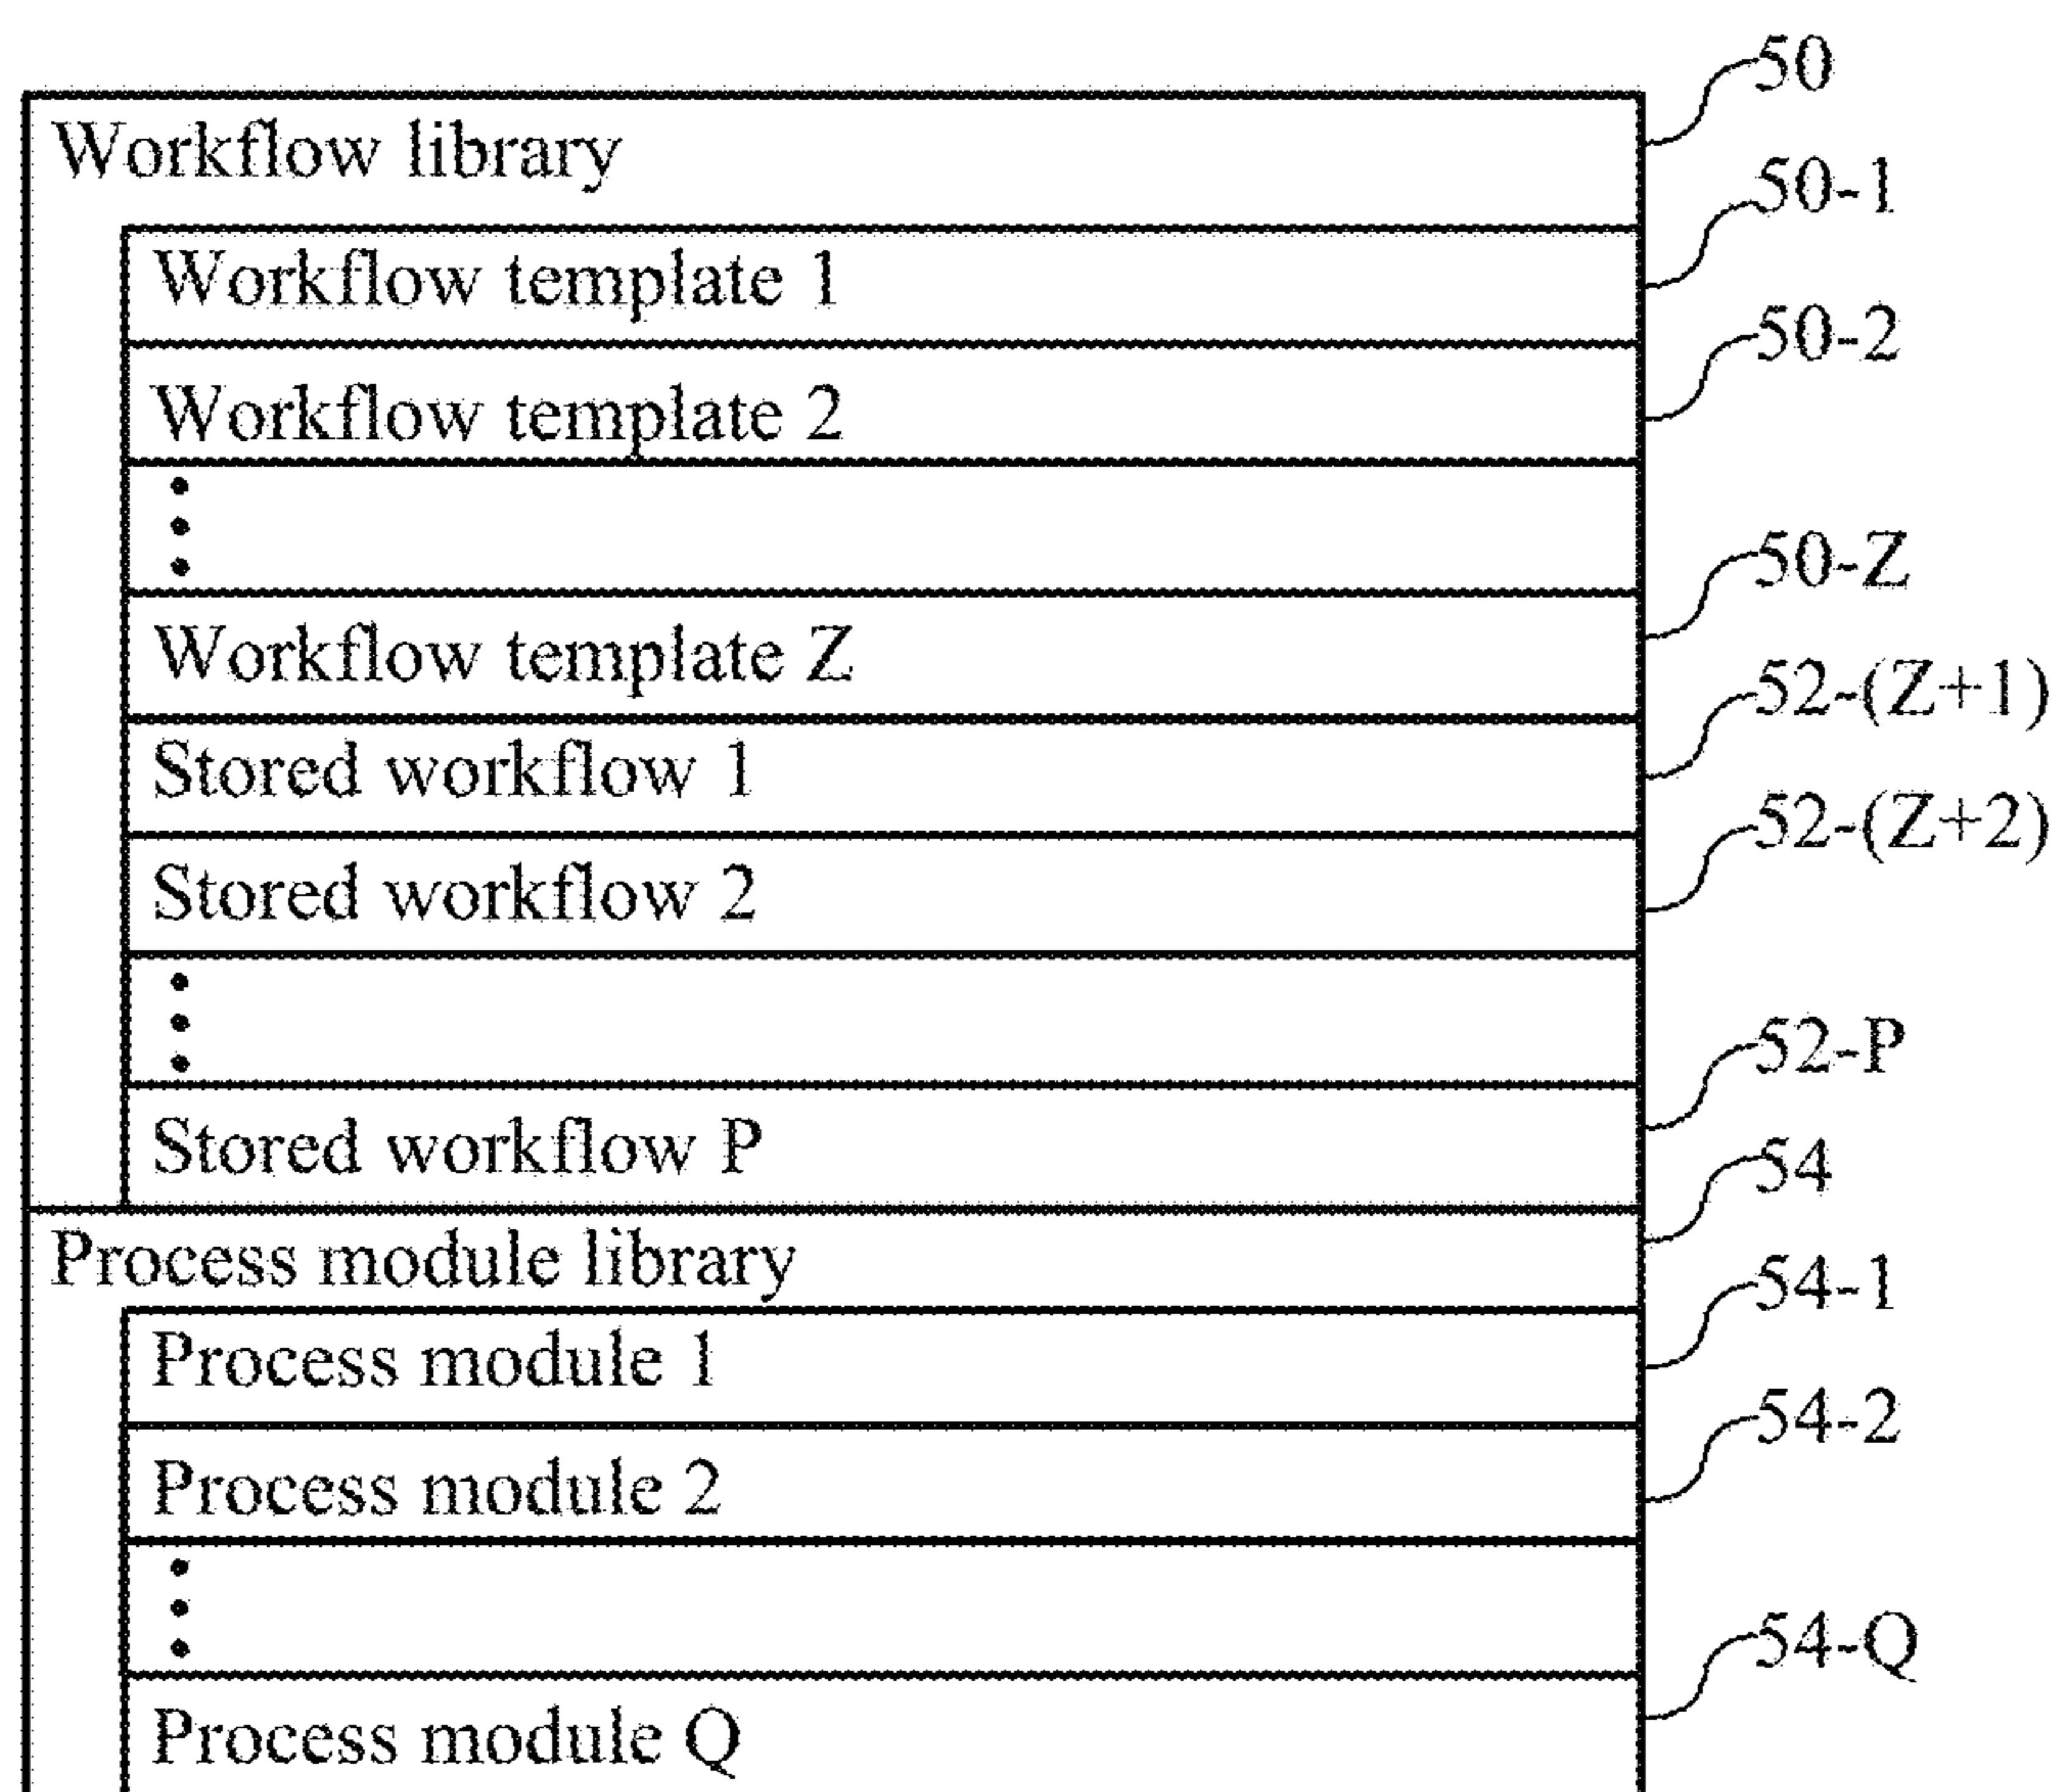 Workflow library 50
Workflow template 1 50-1
Workflow template 2 50-2
Workflow template Z 50-Z
Stored workflow 1 52-(Z+1)
Stored workflow 2 52-(Z+2)
Stored workflow P 52-P
Process module library 54
Process module 1 54-1
Process module 2 54-2
Process module Q 54-Q